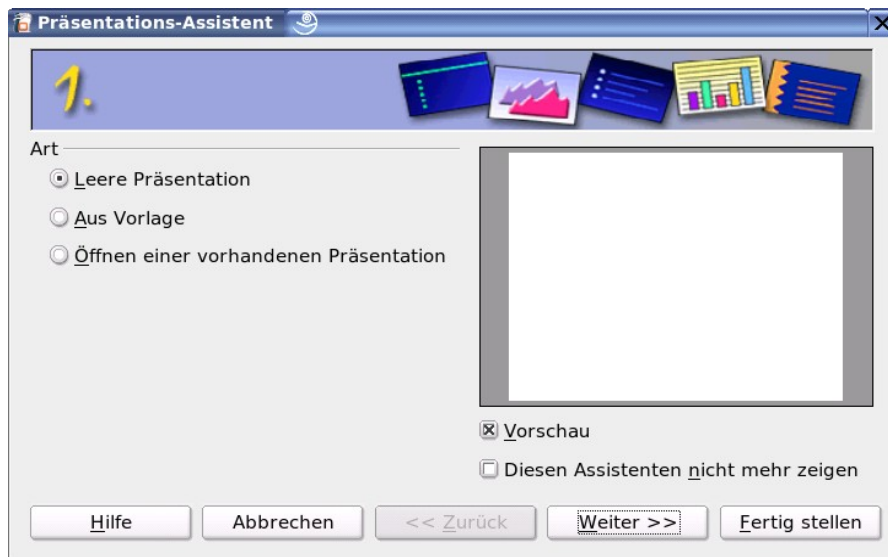 Präsentations-Assistent
1.
Art
Leere Präsentation
Aus Vorlage
Öffnen einer vorhandenen Präsentation
Vorschau
Diesen Assistenten nicht mehr zeigen
Hilfe
Abbrechen
<< Zurück
Weiter >>
Fertig stellen